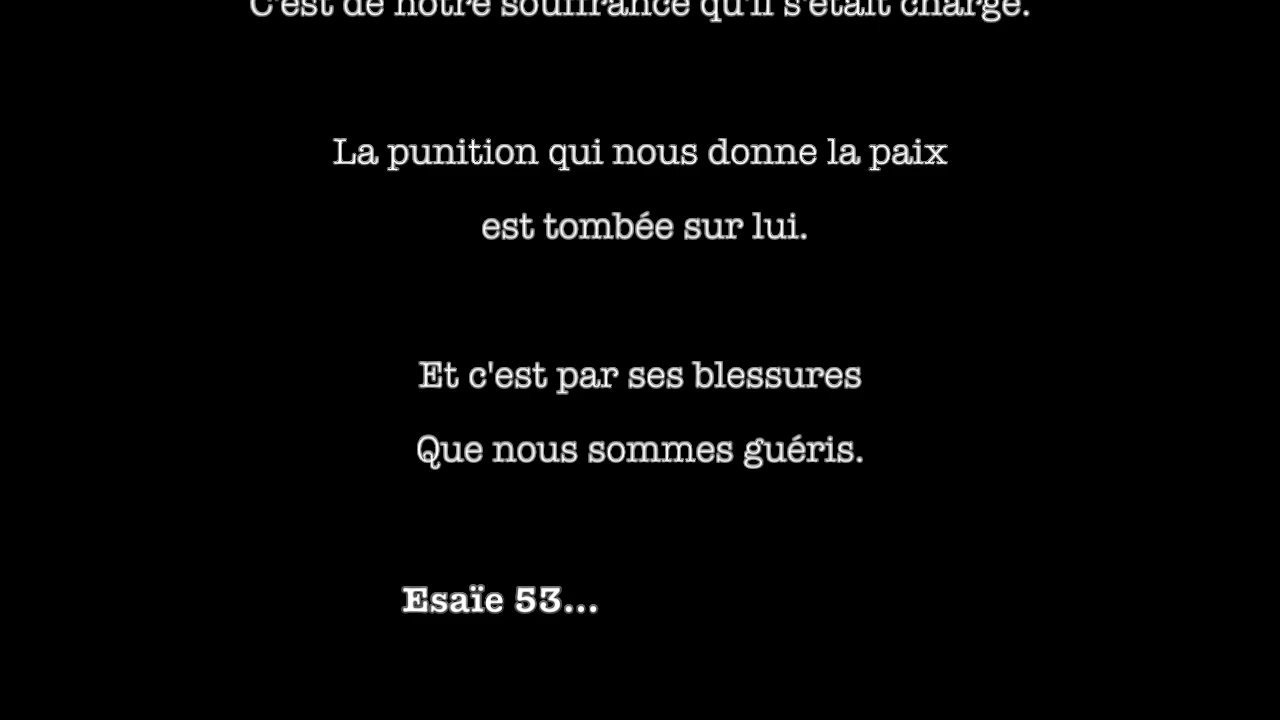 C'est de notre souffrance qu'il s'était chargé.
La punition qui nous donne la paix
est tombée sur lui.
Et c'est par ses blessures
Que nous sommes guéris.
Esaïe 53...